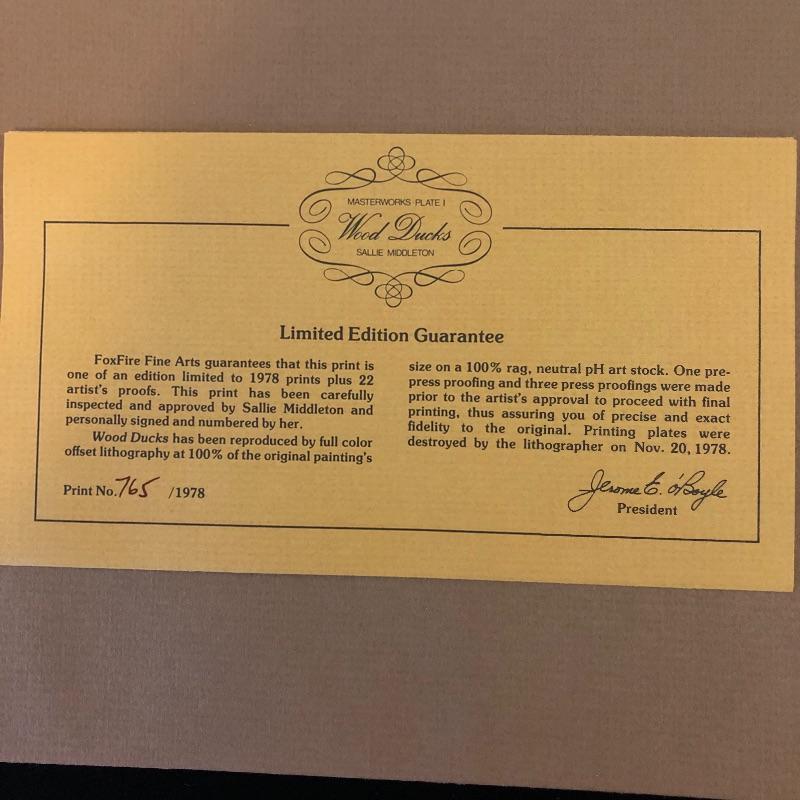 MASTERWORKS PLATE I
Wood Ducks
SALLIE MIDDLETON
Limited Edition Guarantee
FoxFire Fine Arts guarantees that this print is
one of an edition limited to 1978 prints plus 22
artist's proofs. This print has been carefully
inspected and approved by Sallie Middleton and
personally signed and numbered by her.
Wood Ducks has been reproduced by full color
offset lithography at 100% of the original painting's
size on a 100% rag, neutral pH art stock. One pre-
press proofing and three press proofings were made
prior to the artist's approval to proceed with final
printing, thus assuring you of precise and exact
fidelity to the original. Printing plates were
destroyed by the lithographer on Nov. 20, 1978.
Print No. 765 /1978
Jerome E. O'Boyle
President